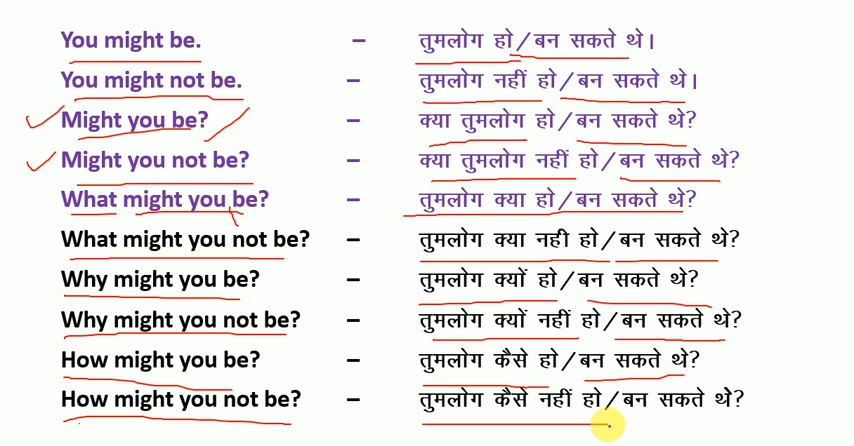 You might be. – तुमलोग हो/बन सकते थे।
You might not be. – तुमलोग नहीं हो/बन सकते थे।
Might you be? – क्या तुमलोग हो/बन सकते थे?
Might you not be? – क्या तुमलोग नहीं हो/बन सकते थे?
What might you be? – तुमलोग क्या हो/बन सकते थे?
What might you not be? – तुमलोग क्या नही हो/बन सकते थे?
Why might you be? – तुमलोग क्यों हो/बन सकते थे?
Why might you not be? – तुमलोग क्यों नहीं हो/बन सकते थे?
How might you be? – तुमलोग कैसे हो/बन सकते थे?
How might you not be? – तुमलोग कैसे नहीं हो/बन सकते थे?